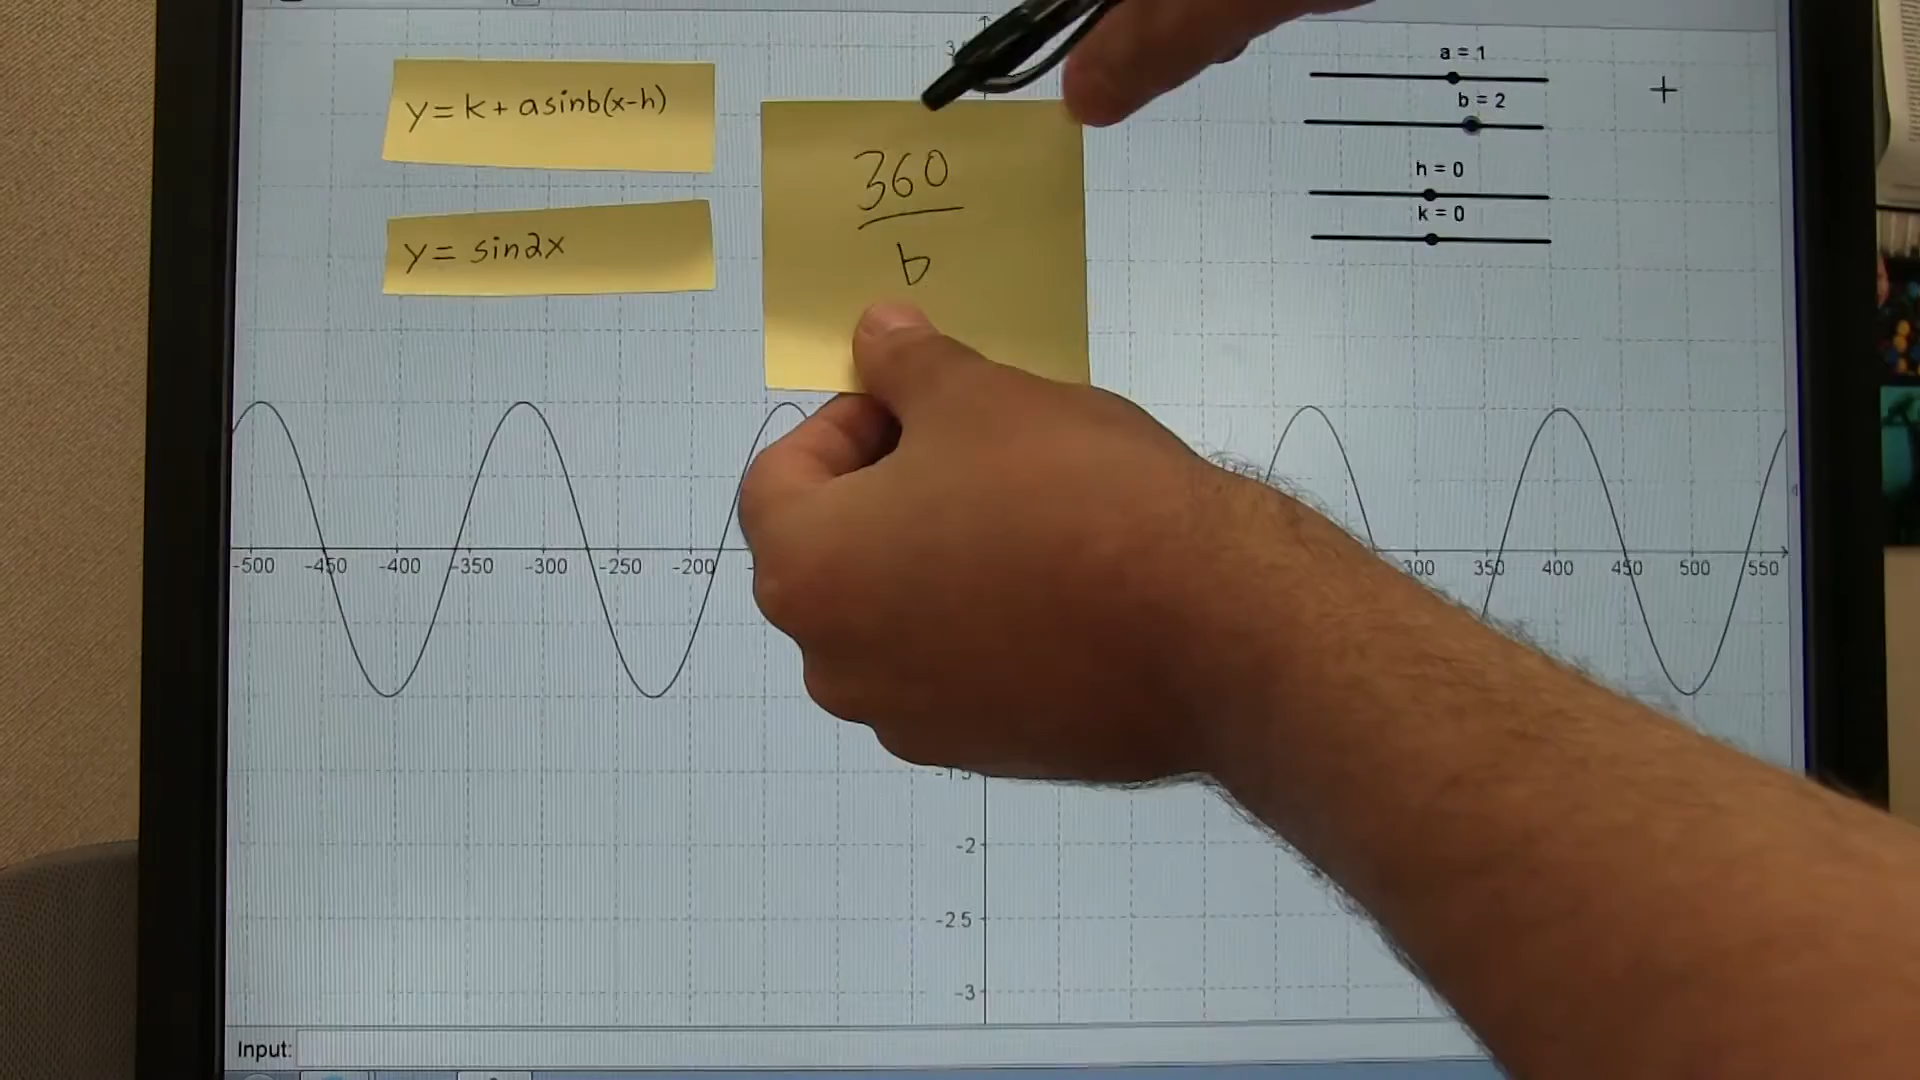 y=k+asinb(x-h)
y= sin2x
360
b
a = 1
b = 2
h = 0
k = 0
-500 -450 -400 -350 -300 -250 -200 300 350 400 450 500 550
-2
-2.5
-3
Input: